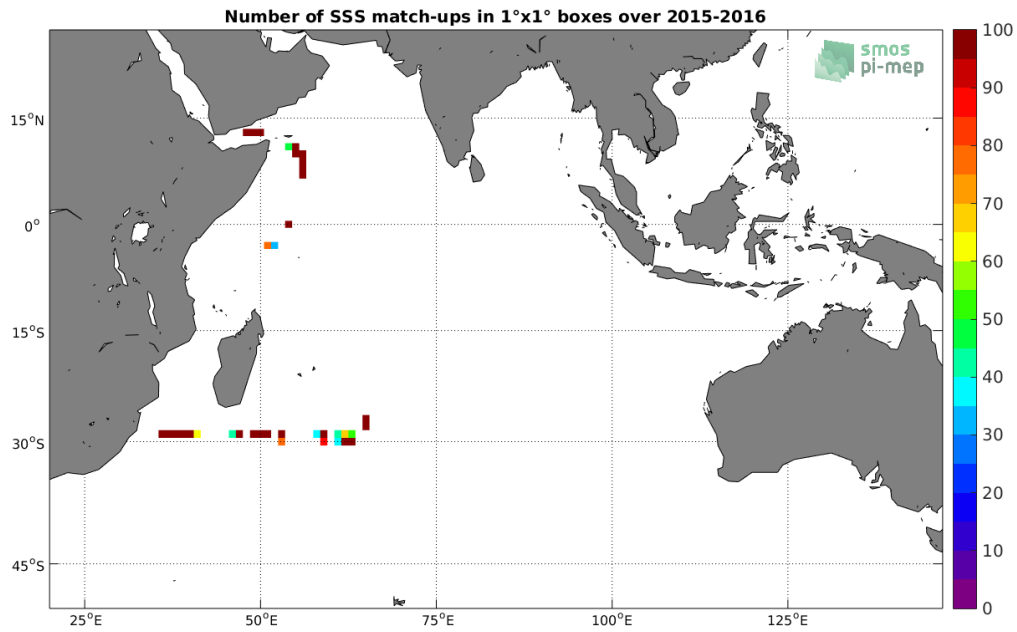 Number of SSS match-ups in 1°x1° boxes over 2015-2016
smos
pi-mep
15°N
0°
15°S
30°S
45°S
25°E
50°E
75°E
100°E
125°E
100
90
80
70
60
50
40
30
20
10
0